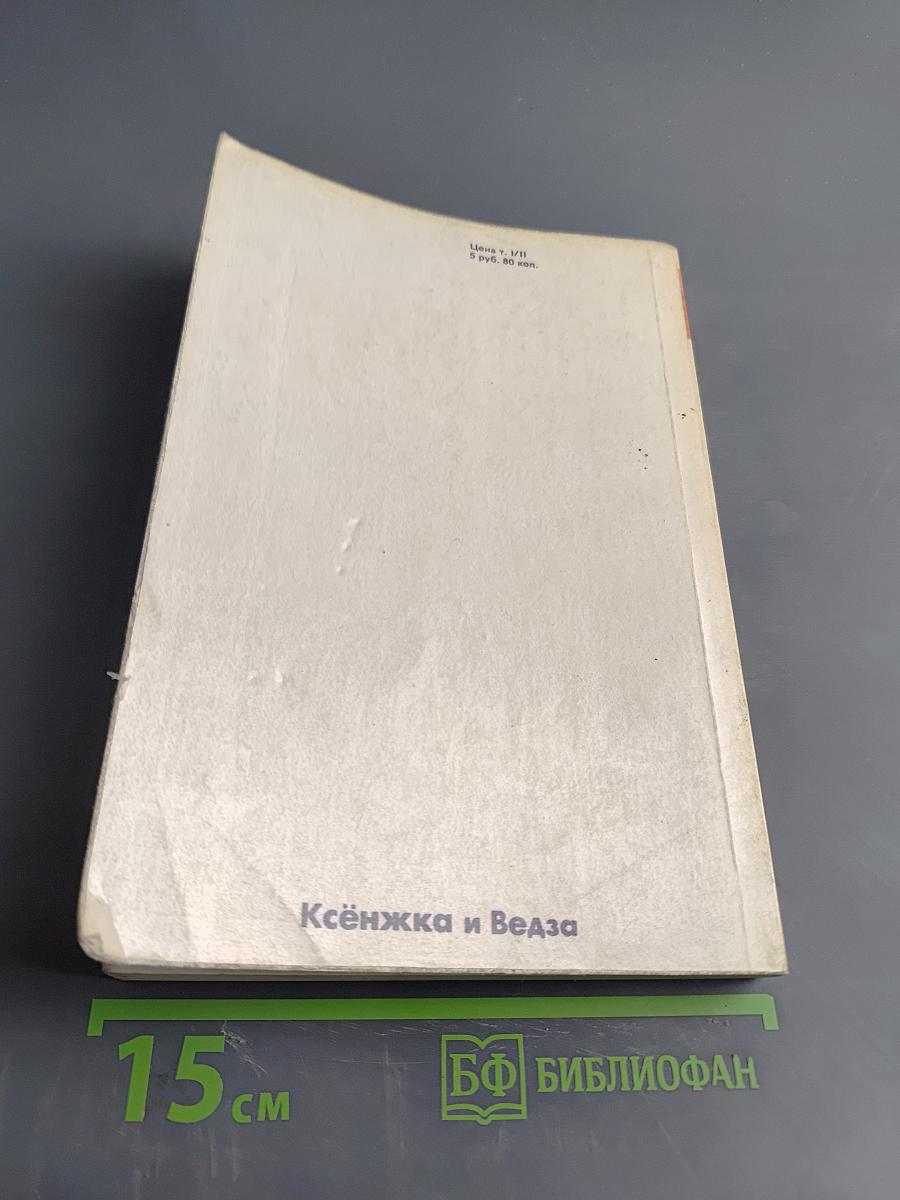 Цена т. I/II
5 руб. 80 коп.
Ксёнжка и Ведза
15 см
БФ БИБЛИОФАН